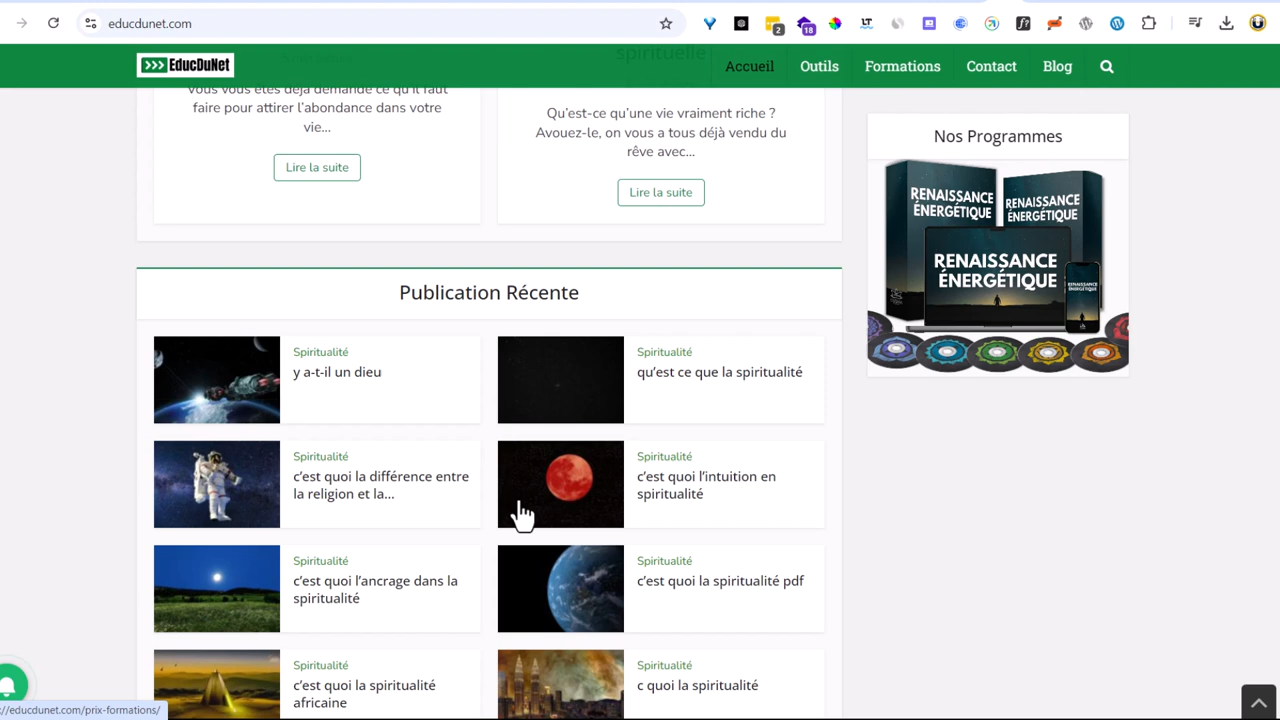 educdunet.com
2
18
>>> EducDuNet
Accueil
Outils
Formations
Contact
Blog
spirituelle
Vous vous êtes déjà demandé ce qu'il faut
faire pour attirer l'abondance dans votre
vie…
Lire la suite
Qu'est-ce qu'une vie vraiment riche ?
Avouez-le, on vous a tous déjà vendu du
rêve avec…
Lire la suite
Nos Programmes
RENAISSANCE
ÉNERGÉTIQUE
RENAISSANCE
ÉNERGÉTIQUE
RENAISSANCE
ÉNERGÉTIQUE
RENAISSANCE
ÉNERGÉTIQUE
Publication Récente
Spiritualité
y a-t-il un dieu
Spiritualité
qu'est ce que la spiritualité
Spiritualité
c'est quoi la différence entre
la religion et la…
Spiritualité
c'est quoi l'intuition en
spiritualité
Spiritualité
c'est quoi l'ancrage dans la
spiritualité
Spiritualité
c'est quoi la spiritualité pdf
Spiritualité
c'est quoi la spiritualité
africaine
Spiritualité
c quoi la spiritualité
://educdunet.com/prix-formations/